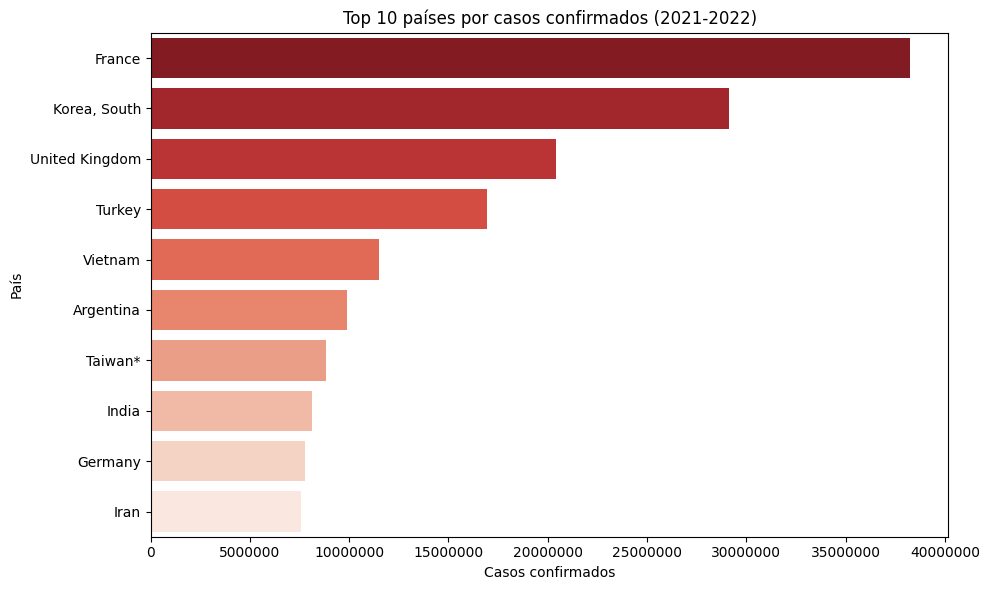 Top 10 países por casos confirmados (2021-2022)
País
France
Korea, South
United Kingdom
Turkey
Vietnam
Argentina
Taiwan*
India
Germany
Iran
0 5000000 10000000 15000000 20000000 25000000 30000000 35000000 40000000
Casos confirmados